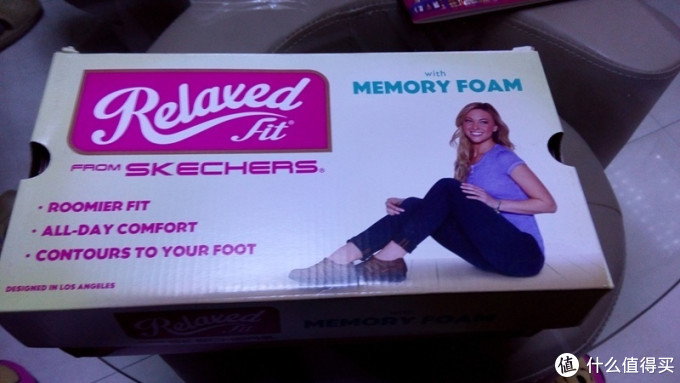 Relaxed
Fit®
FROM SKECHERS®
with
MEMORY FOAM
• ROOMIER FIT
• ALL-DAY COMFORT
• CONTOURS TO YOUR FOOT
DESIGNED IN LOS ANGELES
Relaxed
Fit
MEMORY FOAM
值 什么值得买